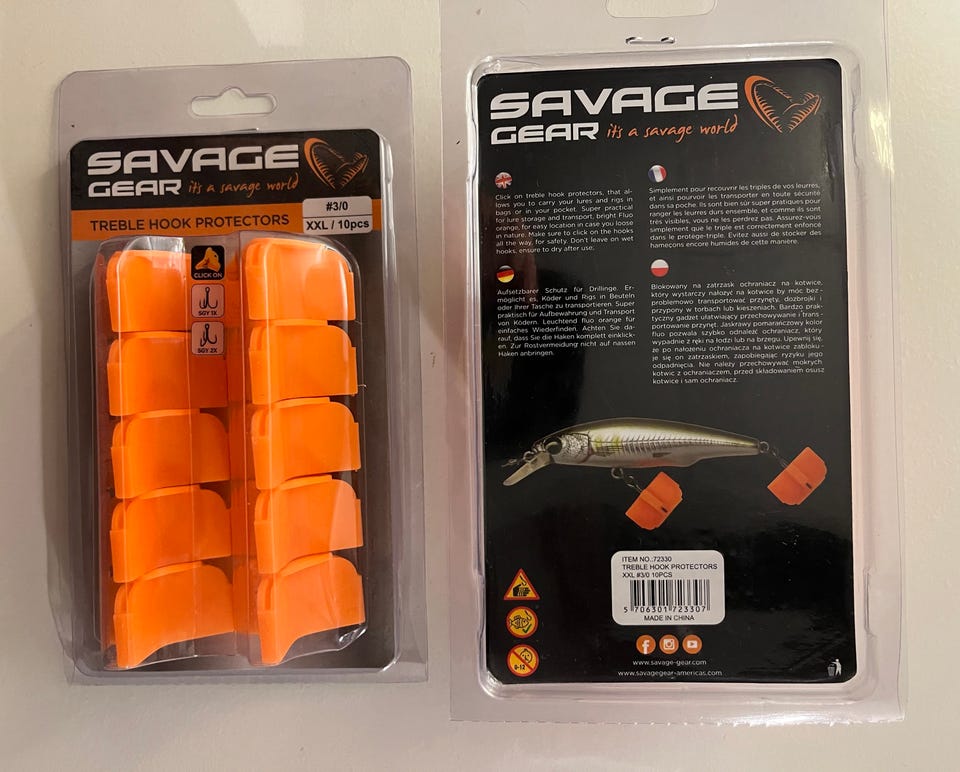 SAVAGE
GEAR it's a savage world
#3/0
TREBLE HOOK PROTECTORS
XXL / 10pcs
CLICK ON
SGY 1X
SGY 2X
SAVAGE
GEAR it's a savage world
Click on treble hook protectors, that al-
lows you to carry your lures and rigs in
bags or in your pocket. Super practical
for lure storage and transport, bright Fluo
orange, for easy location in case you loose
in nature. Make sure to click on the hooks
all the way, for safety. Don't leave on wet
hooks, ensure to dry after use.
Simplement pour recouvrir les triples de vos leurres,
et ainsi pourvoir les transporter en toute sécurité
dans sa poche. Ils sont bien sûr super pratiques pour
ranger les leurres durs ensemble, et comme ils sont
très visibles, vous ne les perdrez pas. Assurez-vous
simplement que le triple est correctement enfoncé
dans le protège-triple. Evitez aussi de stocker des
hameçons encore humides de cette manière.
Aufsetzbarer Schutz für Drillinge. Er-
möglicht es, Köder und Rigs in Beuteln
oder Ihrer Tasche zu transportieren. Super
praktisch für Aufbewahrung und Transport
von Ködern. Leuchtend fluo orange für
einfaches Wiederfinden. Achten Sie da-
rauf, dass Sie die Haken komplett einklick-
en. Zur Rostvermeidung nicht auf nassen
Haken anbringen.
Blokowany na zatrzask ochraniacz na kotwice,
który wystarczy nałożyć na kotwice by móc bez-
problemowo transportować przynęty, dozbrojki i
przypony w torbach lub kieszeniach. Bardzo prak-
tyczny gadżet ułatwiający przechowywanie i trans-
portowanie przynęt. Jaskrawy pomarańczowy kolor
fluo pozwala szybko odnaleźć ochraniacz, który
wypadnie z ręki na łodzi lub na brzegu. Upewnij się,
że po nałożeniu ochraniacza na kotwice zabloku-
je się on zatrzaskiem, zapobiegając ryzyku jego
odpadnięcia. Nie należy przechowywać mokrych
kotwic z ochraniaczem, przed składowaniem osusz
kotwice i sam ochraniacz.
ITEM NO.:72330
TREBLE HOOK PROTECTORS
XXL #3/0 10PCS
5 706301 723307
MADE IN CHINA
0-12
www.savage-gear.com
www.savagegear-americas.com